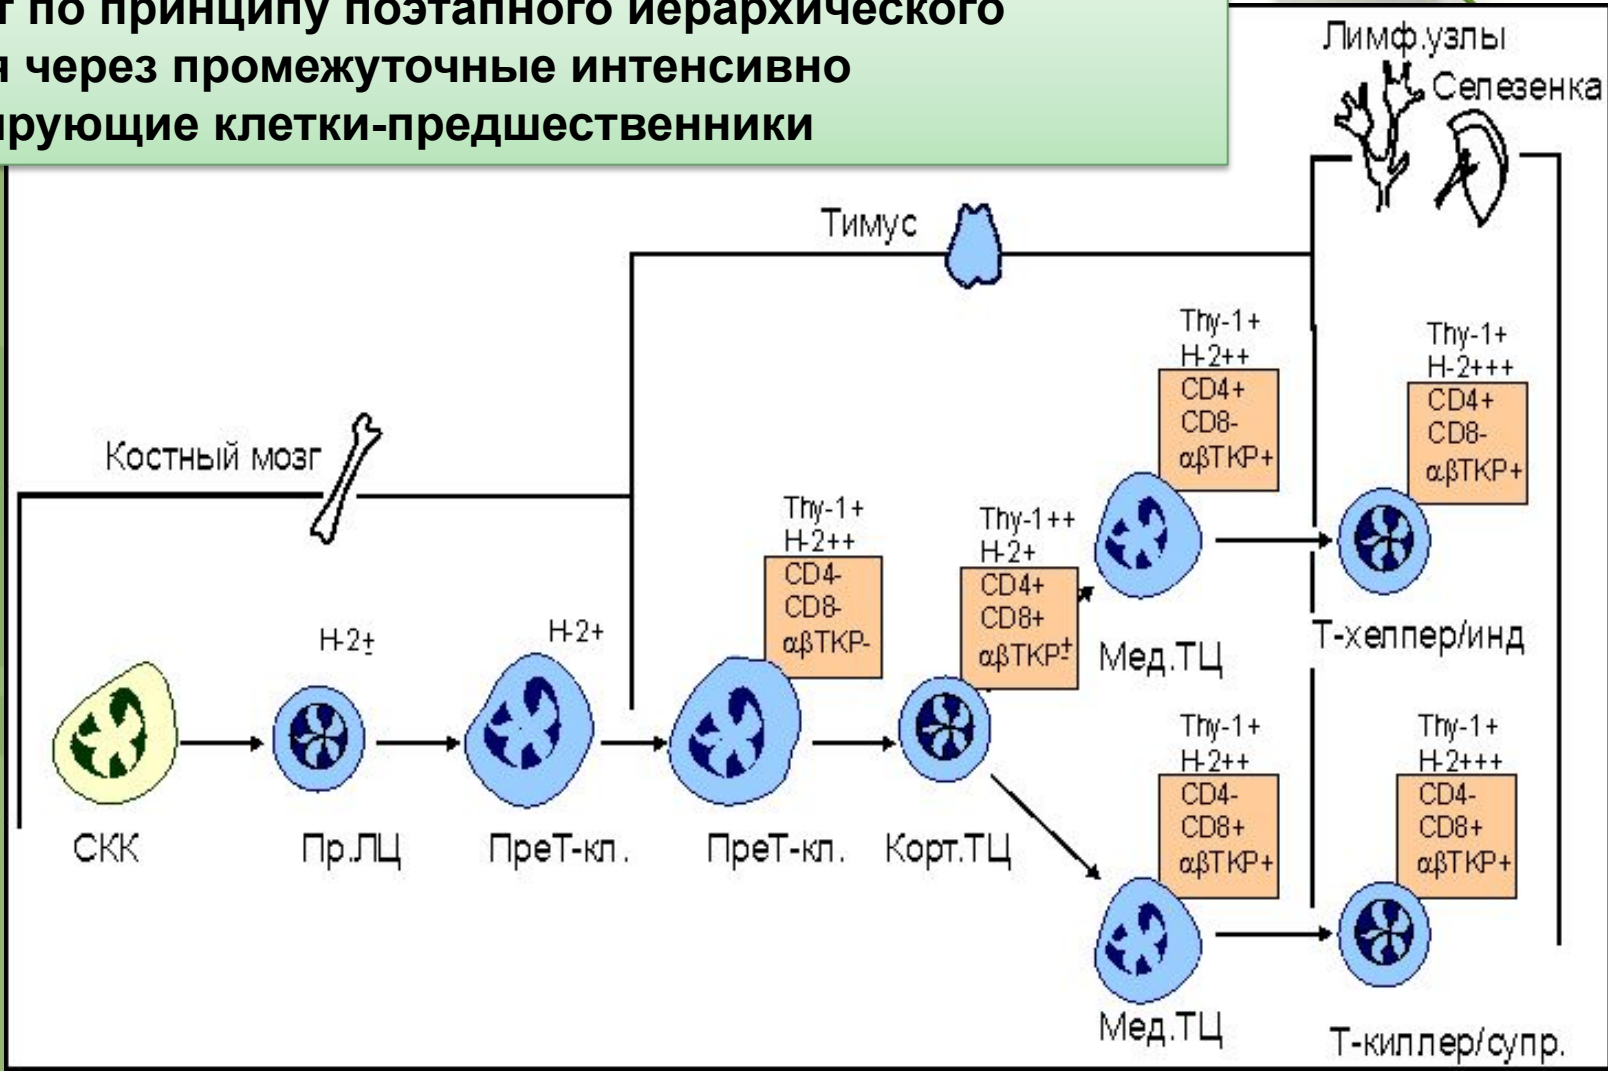 т по принципу поэтапного иерархического
я через промежуточные интенсивно
ирующие клетки-предшественники
Лимф.узлы
Селезенка
Тимус
Костный мозг
Thy-1+
H-2++
CD4+
CD8-
αβТКР+
Thy-1+
H-2+++
CD4+
CD8-
αβТКР+
Thy-1+
H-2++
CD4-
CD8-
αβТКР-
Thy-1++
H-2+
CD4+
CD8+
αβТКР±
H-2±
H-2+
Мед.ТЦ
Т-хелпер/инд
Thy-1+
H-2++
CD4-
CD8+
αβТКР+
Thy-1+
H-2+++
CD4-
CD8+
αβТКР+
СКК
Пр.ЛЦ
ПреТ-кл.
ПреТ-кл.
Корт.ТЦ
Мед.ТЦ
Т-киллер/супр.